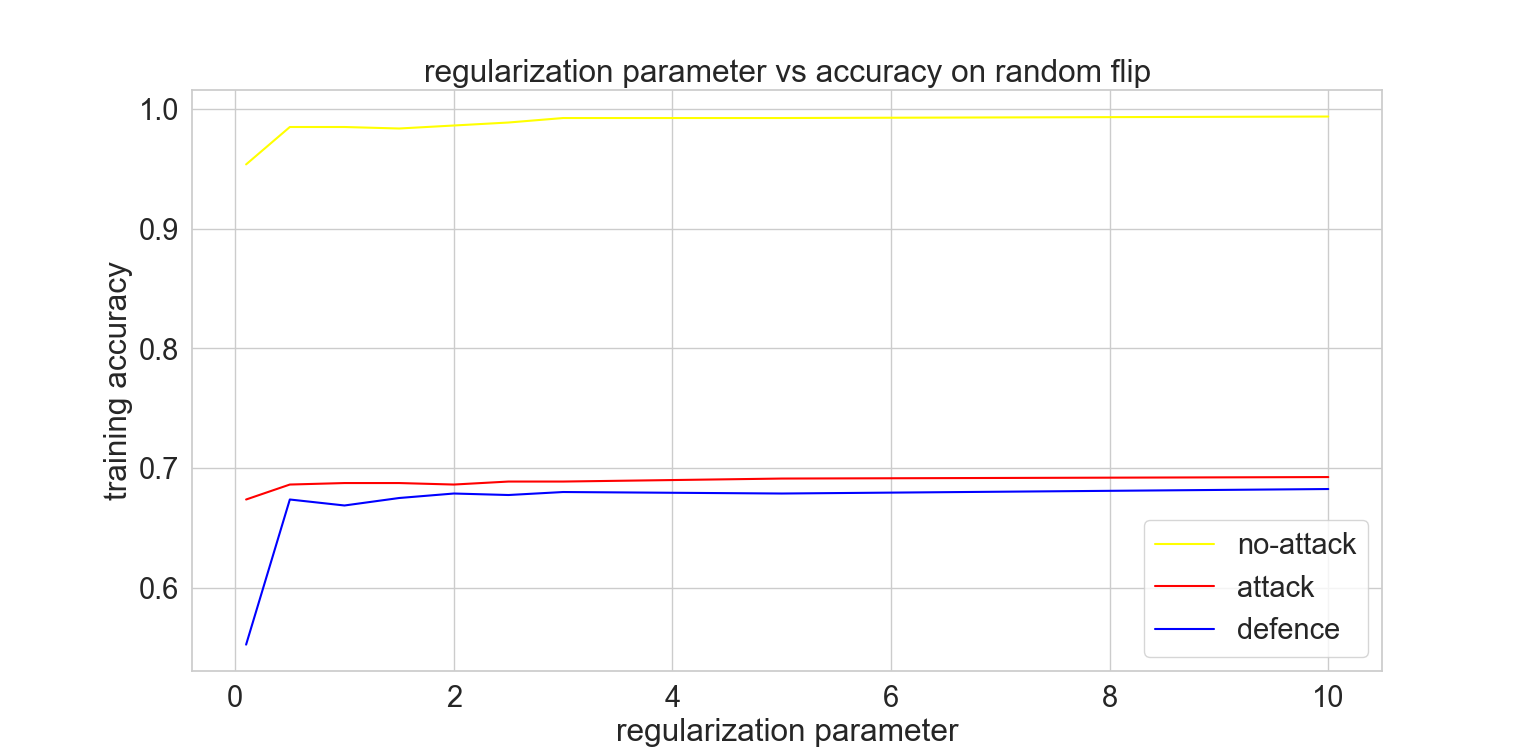 regularization parameter vs accuracy on random flip
1.0
0.9
0.8
0.7
0.6
training accuracy
no-attack
attack
defence
0 2 4 6 8 10
regularization parameter